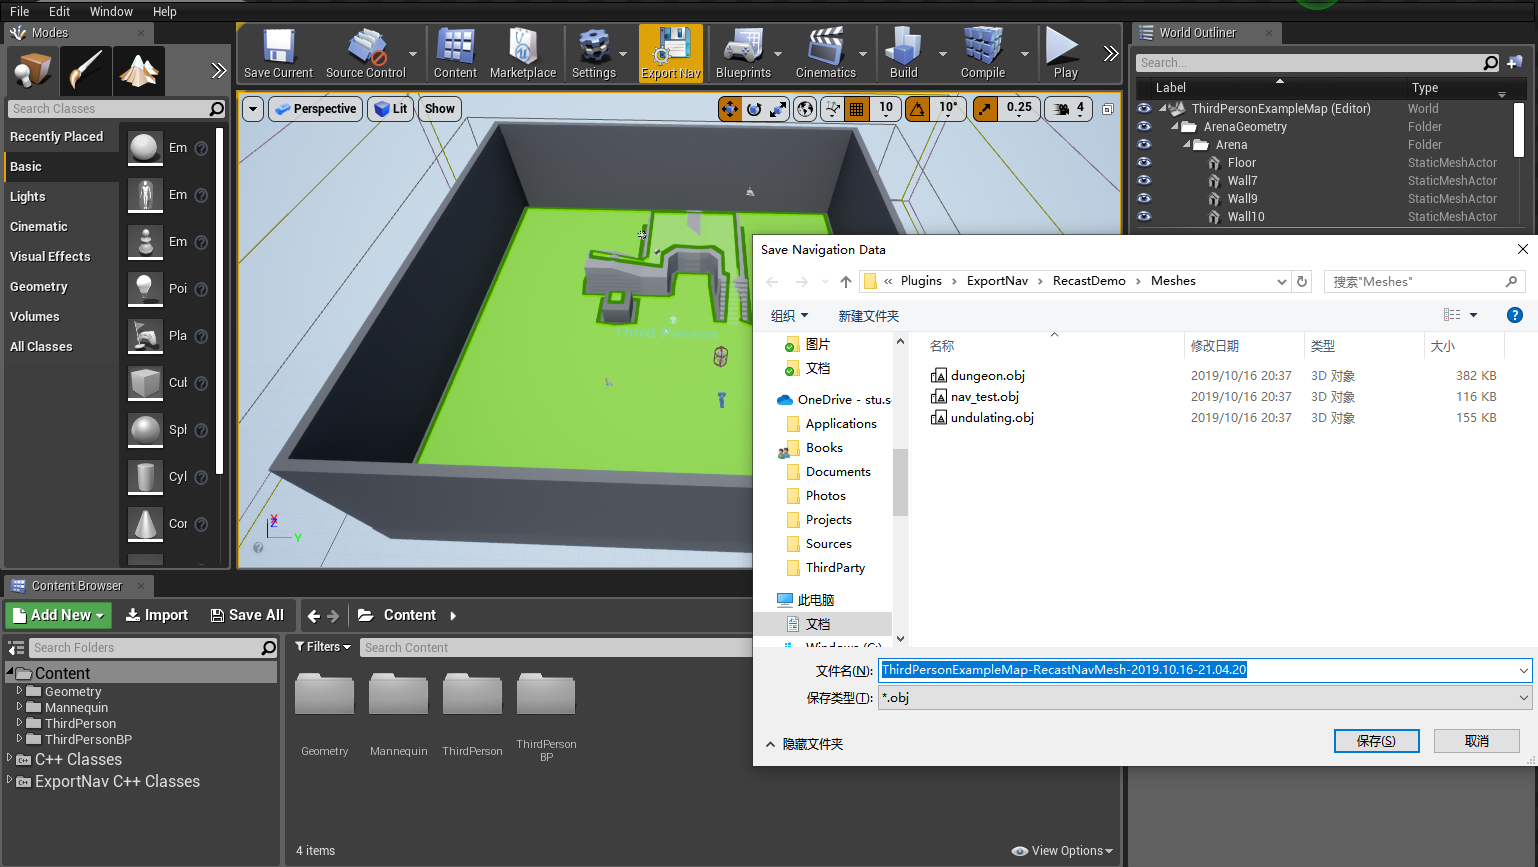 File Edit Window Help
Modes
Search Classes
Recently Placed
Basic
Lights
Cinematic
Visual Effects
Geometry
Volumes
All Classes
Em
Em
Em
Poi
Pla
Cul
Spl
Cyl
Cor
Save Current
Source Control
Content
Marketplace
Settings
Export Nav
Blueprints
Cinematics
Build
Compile
Play
Perspective
Lit
Show
10
10°
0.25
4
Third Person
X
Z
Y
World Outliner
Search...
Label Type
ThirdPersonExampleMap (Editor) World
ArenaGeometry Folder
Arena Folder
Floor StaticMeshActor
Wall7 StaticMeshActor
Wall9 StaticMeshActor
Wall10 StaticMeshActor
Save Navigation Data
« Plugins › ExportNav › RecastDemo › Meshes
搜索"Meshes"
组织
新建文件夹
图片
文档
OneDrive - stu.s
Applications
Books
Documents
Photos
Projects
Sources
ThirdParty
此电脑
文档
Windows (C:)
名称 修改日期 类型 大小
dungeon.obj 2019/10/16 20:37 3D 对象 382 KB
nav_test.obj 2019/10/16 20:37 3D 对象 116 KB
undulating.obj 2019/10/16 20:37 3D 对象 155 KB
文件名(N): ThirdPersonExampleMap-RecastNavMesh-2019.10.16-21.04.20
保存类型(T): *.obj
隐藏文件夹
保存(S)
取消
Content Browser
Add New
Import
Save All
Content
Search Folders
Content
Geometry
Mannequin
ThirdPerson
ThirdPersonBP
C++ Classes
ExportNav C++ Classes
Filters
Search Content
Geometry
Mannequin
ThirdPerson
ThirdPerson
BP
4 items
View Options